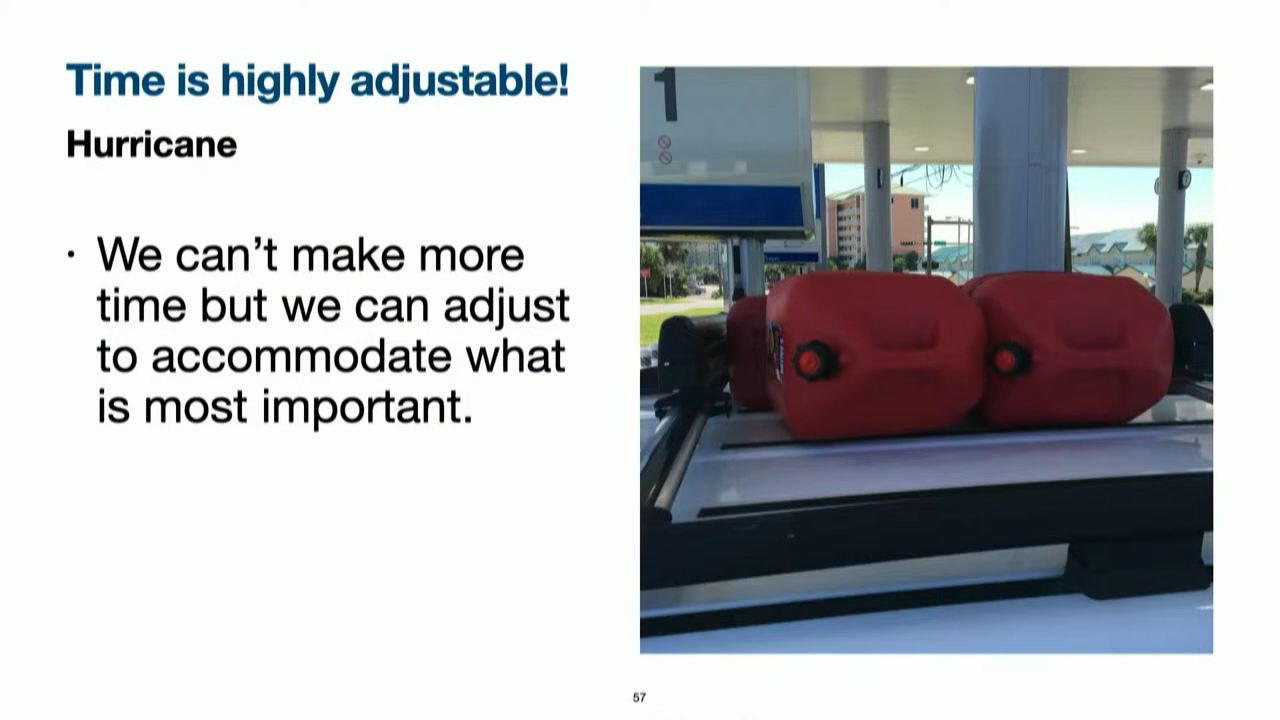 Time is highly adjustable!
Hurricane
· We can’t make more
time but we can adjust
to accommodate what
is most important.
1
57